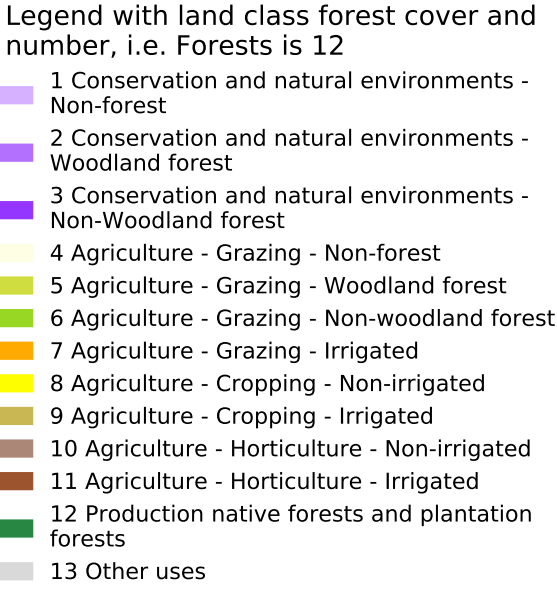 Legend with land class forest cover and
number, i.e. Forests is 12
1 Conservation and natural environments -
Non-forest
2 Conservation and natural environments -
Woodland forest
3 Conservation and natural environments -
Non-Woodland forest
4 Agriculture - Grazing - Non-forest
5 Agriculture - Grazing - Woodland forest
6 Agriculture - Grazing - Non-woodland forest
7 Agriculture - Grazing - Irrigated
8 Agriculture - Cropping - Non-irrigated
9 Agriculture - Cropping - Irrigated
10 Agriculture - Horticulture - Non-irrigated
11 Agriculture - Horticulture - Irrigated
12 Production native forests and plantation
forests
13 Other uses